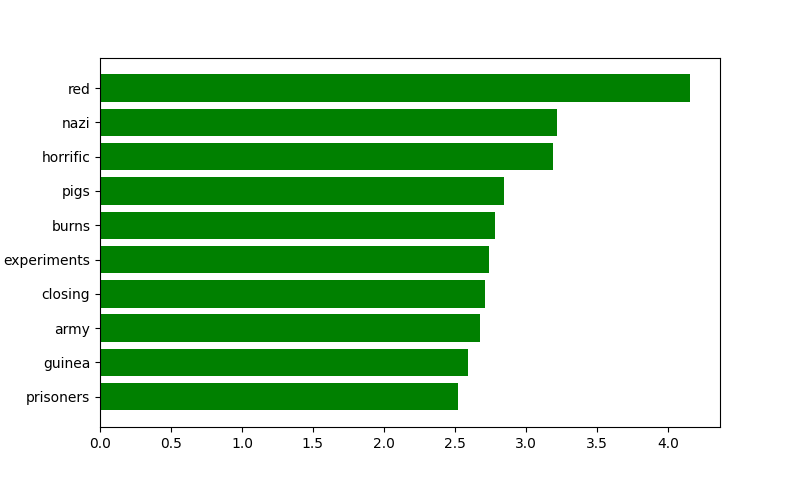 red
nazi
horrific
pigs
burns
experiments
closing
army
guinea
prisoners
0.0 0.5 1.0 1.5 2.0 2.5 3.0 3.5 4.0